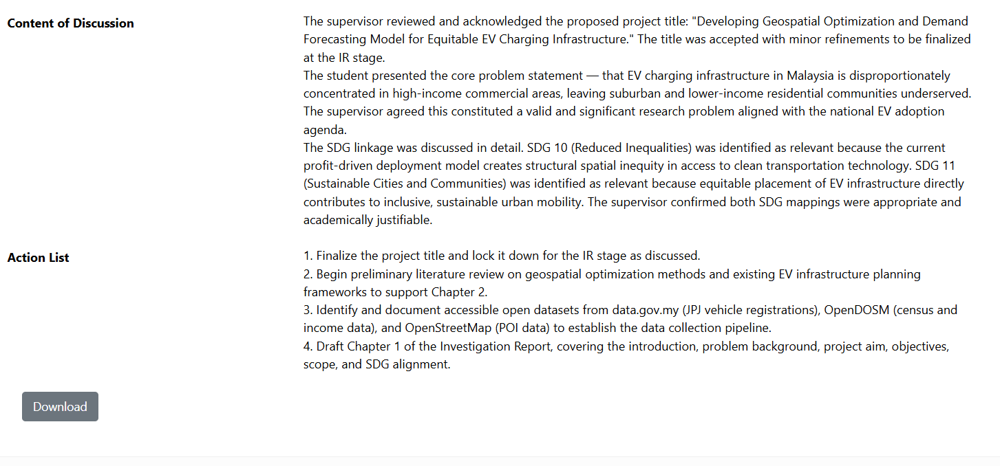 Content of Discussion
The supervisor reviewed and acknowledged the proposed project title: "Developing Geospatial Optimization and Demand
Forecasting Model for Equitable EV Charging Infrastructure." The title was accepted with minor refinements to be finalized
at the IR stage.
The student presented the core problem statement — that EV charging infrastructure in Malaysia is disproportionately
concentrated in high-income commercial areas, leaving suburban and lower-income residential communities underserved.
The supervisor agreed this constituted a valid and significant research problem aligned with the national EV adoption
agenda.
The SDG linkage was discussed in detail. SDG 10 (Reduced Inequalities) was identified as relevant because the current
profit-driven deployment model creates structural spatial inequity in access to clean transportation technology. SDG 11
(Sustainable Cities and Communities) was identified as relevant because equitable placement of EV infrastructure directly
contributes to inclusive, sustainable urban mobility. The supervisor confirmed both SDG mappings were appropriate and
academically justifiable.
Action List
1. Finalize the project title and lock it down for the IR stage as discussed.
2. Begin preliminary literature review on geospatial optimization methods and existing EV infrastructure planning
frameworks to support Chapter 2.
3. Identify and document accessible open datasets from data.gov.my (JPJ vehicle registrations), OpenDOSM (census and
income data), and OpenStreetMap (POI data) to establish the data collection pipeline.
4. Draft Chapter 1 of the Investigation Report, covering the introduction, problem background, project aim, objectives,
scope, and SDG alignment.
Download